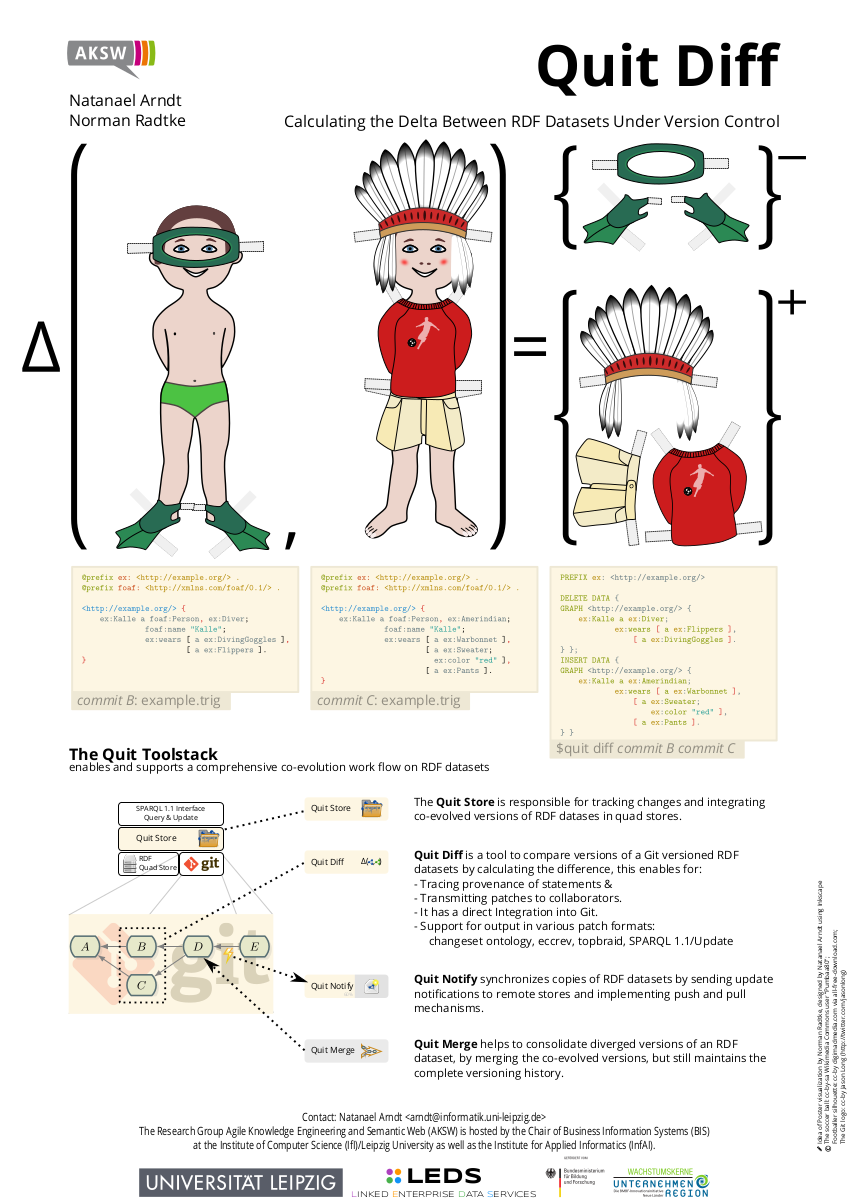 AKSW
Quit Diff
Natanael Arndt
Norman Radtke
Calculating the Delta Between RDF Datasets Under Version Control
Δ
,
=
−
+
@prefix ex: <http://example.org/> .
@prefix foaf: <http://xmlns.com/foaf/0.1/> .
<http://example.org/> {
ex:Kalle a foaf:Person, ex:Diver;
foaf:name "Kalle";
ex:wears [ a ex:DivingGoggles ],
[ a ex:Flippers ].
}
commit B: example.trig
@prefix ex: <http://example.org/> .
@prefix foaf: <http://xmlns.com/foaf/0.1/> .
<http://example.org/> {
ex:Kalle a foaf:Person, ex:Amerindian;
foaf:name "Kalle";
ex:wears [ a ex:Warbonnet ],
[ a ex:Sweater;
ex:color "red" ],
[ a ex:Pants ].
}
commit C: example.trig
PREFIX ex: <http://example.org/>
DELETE DATA {
GRAPH <http://example.org/> {
ex:Kalle a ex:Diver;
ex:wears [ a ex:Flippers ],
[ a ex:DivingGoggles ].
} };
INSERT DATA {
GRAPH <http://example.org/> {
ex:Kalle a ex:Amerindian;
ex:wears [ a ex:Warbonnet ],
[ a ex:Sweater;
ex:color "red" ],
[ a ex:Pants ].
} }
$quit diff commit B commit C
The Quit Toolstack
enables and supports a comprehensive co-evolution work flow on RDF datasets
SPARQL 1.1 Interface
Query & Update
Quit Store
RDF
Quad Store
git
git
A
B
D
E
C
Quit Store
Quit Diff
Quit Notify
Quit Merge
The Quit Store is responsible for tracking changes and integrating
co-evolved versions of RDF datases in quad stores.
Quit Diff is a tool to compare versions of a Git versioned RDF
datasets by calculating the difference, this enables for:
- Tracing provenance of statements &
- Transmitting patches to collaborators.
- It has a direct Integration into Git.
- Support for output in various patch formats:
changeset ontology, eccrev, topbraid, SPARQL 1.1/Update
Quit Notify synchronizes copies of RDF datasets by sending update
notifications to remote stores and implementing push and pull
mechanisms.
Quit Merge helps to consolidate diverged versions of an RDF
dataset, by merging the co-evolved versions, but still maintains the
complete versioning history.
Idea of Poster visualization by Norman Radtke, designed by Natanael Arndt using Inkscape
The Git logo: cc-by Jason Long (http://twitter.com/jasonlong)
Contact: Natanael Arndt <arndt@informatik.uni-leipzig.de>
The Research Group Agile Knowledge Engineering and Semantic Web (AKSW) is hosted by the Chair of Business Information Systems (BIS)
at the Institute of Computer Science (IfI)/Leipzig University as well as the Institute for Applied Informatics (InfAI).
UNIVERSITÄT LEIPZIG
LEDS
LINKED ENTERPRISE DATA SERVICES
Bundesministerium
für Bildung
und Forschung
WACHSTUMSKERNE
UNTERNEHMEN
REGION